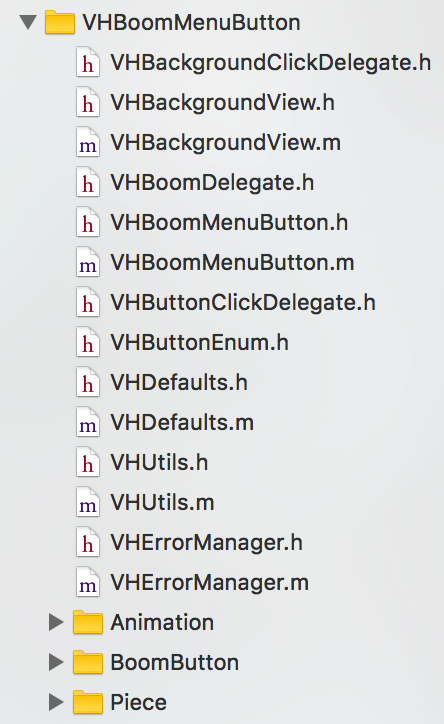 VHBoomMenuButton
h VHBackgroundClickDelegate.h
h VHBackgroundView.h
m VHBackgroundView.m
h VHBoomDelegate.h
h VHBoomMenuButton.h
m VHBoomMenuButton.m
h VHButtonClickDelegate.h
h VHButtonEnum.h
h VHDefaults.h
m VHDefaults.m
h VHUtils.h
m VHUtils.m
h VHErrorManager.h
m VHErrorManager.m
Animation
BoomButton
Piece